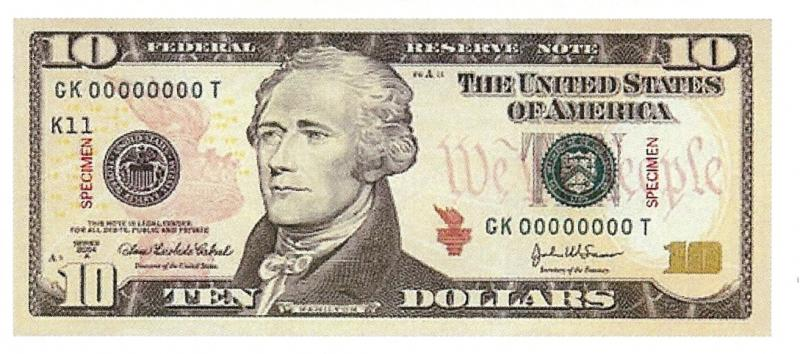 10 FEDERAL RESERVE NOTE 10
THE UNITED STATES
OF AMERICA
GK 00000000 T
K11
SPECIMEN
We the People
SPECIMEN
THIS NOTE IS LEGAL TENDER
FOR ALL DEBTS, PUBLIC AND PRIVATE
GK 00000000 T
SERIES
2004
A
Treasurer of the United States.
Secretary of the Treasury.
10
10 TEN DOLLARS
HAMILTON